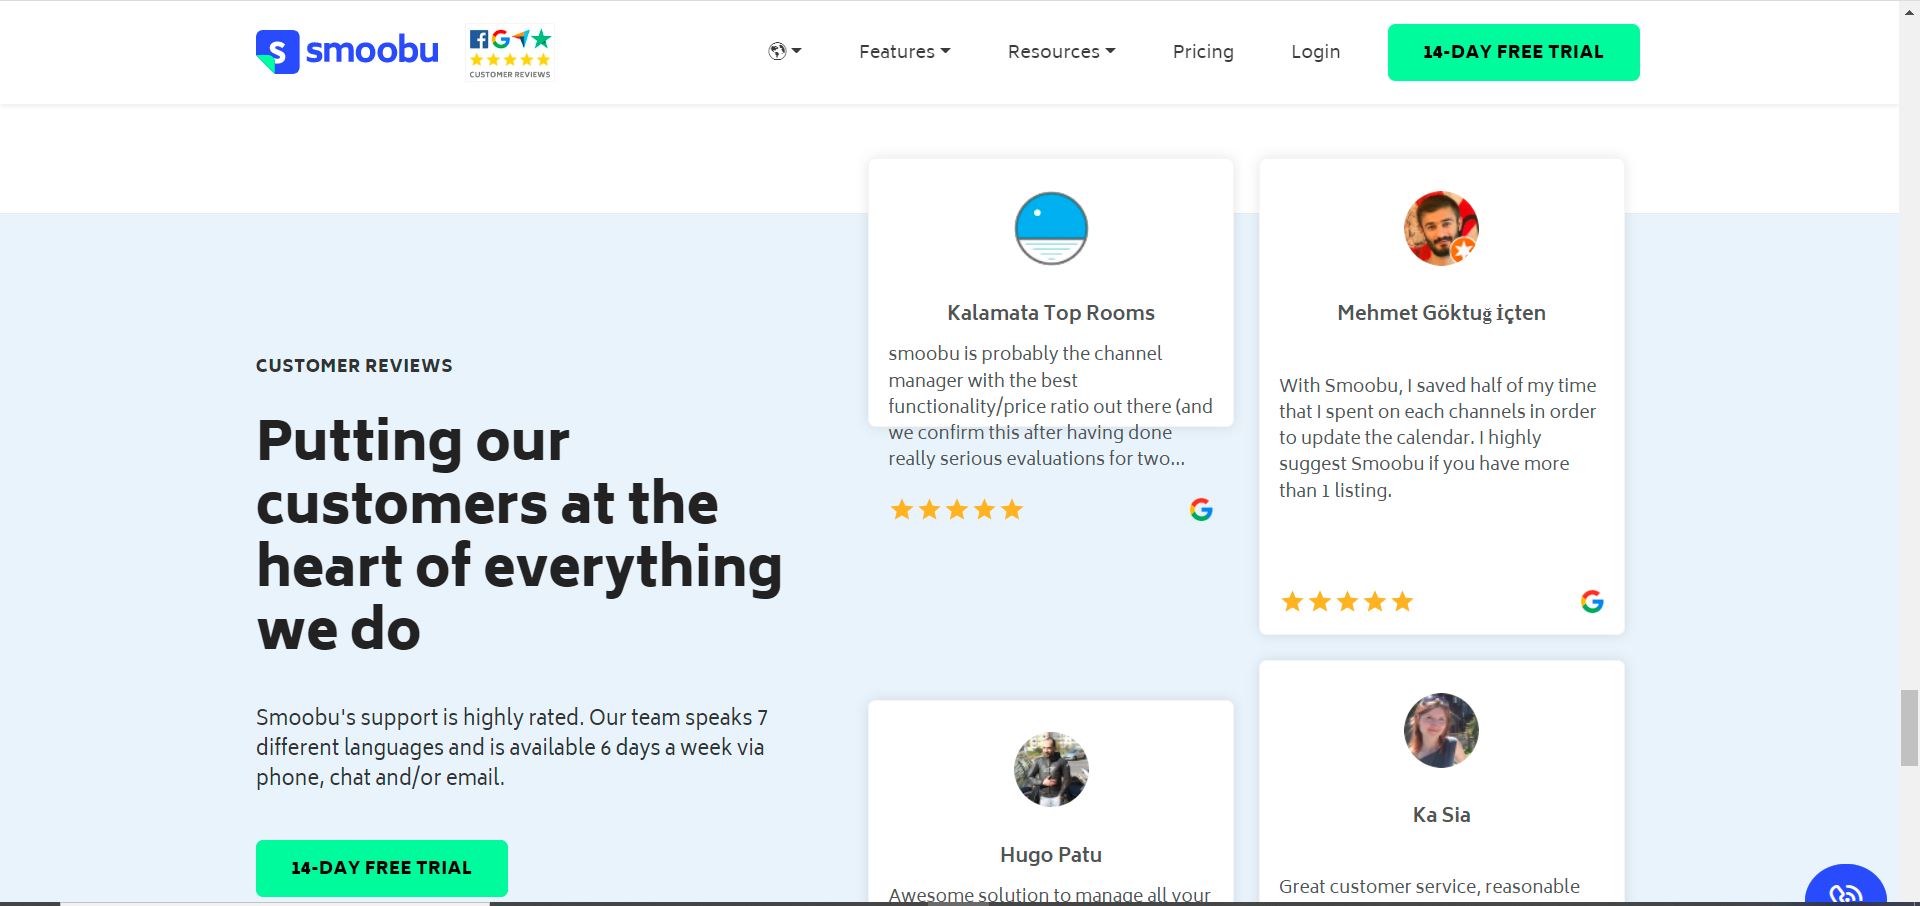 smoobu
CUSTOMER REVIEWS
Features
Resources
Pricing
Login
14-DAY FREE TRIAL
CUSTOMER REVIEWS
Putting our
customers at the
heart of everything
we do
Smoobu's support is highly rated. Our team speaks 7
different languages and is available 6 days a week via
phone, chat and/or email.
14-DAY FREE TRIAL
Kalamata Top Rooms
smoobu is probably the channel
manager with the best
functionality/price ratio out there (and
we confirm this after having done
really serious evaluations for two...
Mehmet Göktuğ İçten
With Smoobu, I saved half of my time
that I spent on each channels in order
to update the calendar. I highly
suggest Smoobu if you have more
than 1 listing.
Hugo Patu
Awesome solution to manage all your
Ka Sia
Great customer service, reasonable